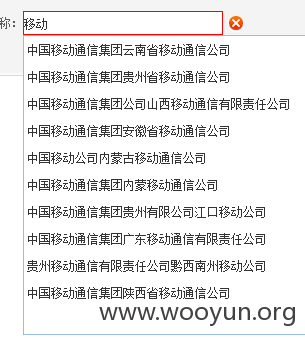 称: 移动
中国移动通信集团云南省移动通信公司
中国移动通信集团贵州省移动通信公司
中国移动通信集团公司山西移动通信有限责任公司
中国移动通信集团安徽省移动通信公司
中国移动公司内蒙古移动通信公司
中国移动通信集团内蒙移动通信公司
中国移动通信集团贵州有限公司江口移动公司
中国移动通信集团广东移动通信有限责任公司
贵州移动通信有限责任公司黔西南州移动公司
中国移动通信集团陕西省移动通信公司
www.wooyun.org